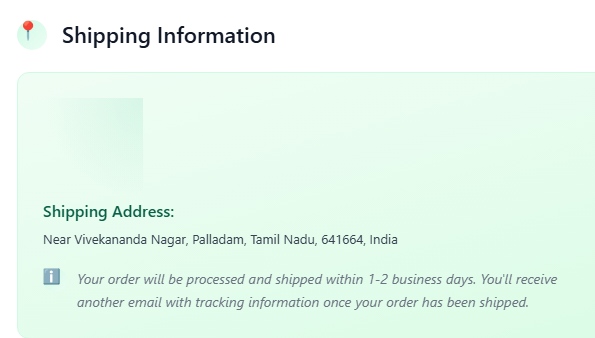 Shipping Information
Shipping Address:
Near Vivekananda Nagar, Palladam, Tamil Nadu, 641664, India
Your order will be processed and shipped within 1-2 business days. You'll receive
another email with tracking information once your order has been shipped.